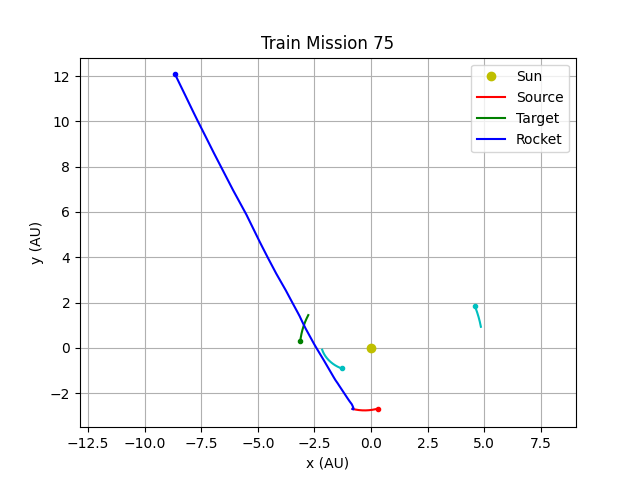 Train Mission 75
Sun
Source
Target
Rocket
12
10
8
6
4
2
0
−2
y (AU)
−12.5 −10.0 −7.5 −5.0 −2.5 0.0 2.5 5.0 7.5
x (AU)